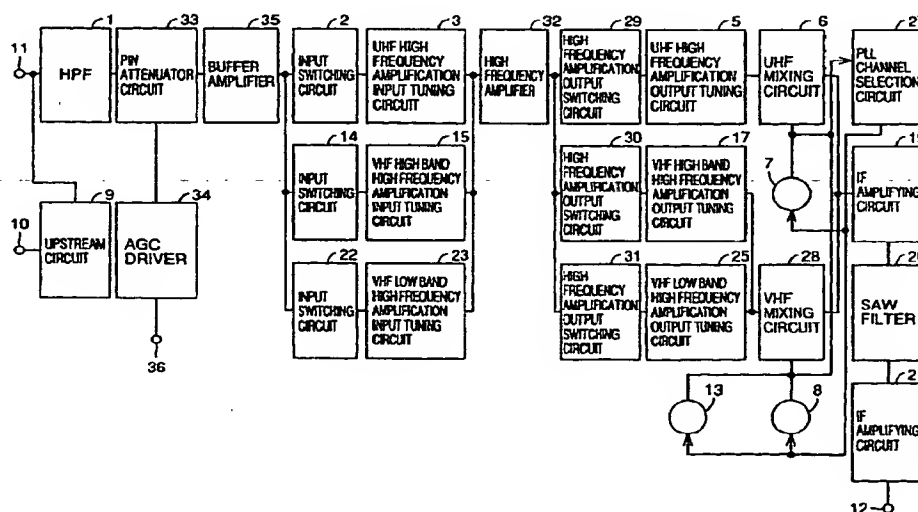 1
33
35
2
3
32
29
5
6
11
HPF
PIN
ATTENUATOR
CIRCUIT
BUFFER
AMPLIFIER
INPUT
SWITCHING
CIRCUIT
UHF HIGH
FREQUENCY
AMPLIFICATION
INPUT TUNING
CIRCUIT
HIGH
FREQUENCY
AMPLIFIER
HIGH
FREQUENCY
AMPLIFICATION
OUTPUT
SWITCHING
CIRCUIT
UHF HIGH
FREQUENCY
AMPLIFICATION
OUTPUT TUNING
CIRCUIT
UHF
MIXING
CIRCUIT
PLL
CHANNEL
SELECTION
CIRCUIT
14
15
30
17
7
INPUT
SWITCHING
CIRCUIT
VHF HIGH BAND
HIGH FREQUENCY
AMPLIFICATION
INPUT TUNING
CIRCUIT
HIGH
FREQUENCY
AMPLIFICATION
OUTPUT
SWITCHING
CIRCUIT
VHF HIGH BAND
HIGH FREQUENCY
AMPLIFICATION
OUTPUT TUNING
CIRCUIT
IF
AMPLIFYING
CIRCUIT
9
34
10
UPSTREAM
CIRCUIT
AGC
DRIVER
22
23
31
25
28
INPUT
SWITCHING
CIRCUIT
VHF LOW BAND
HIGH FREQUENCY
AMPLIFICATION
INPUT TUNING
CIRCUIT
HIGH
FREQUENCY
AMPLIFICATION
OUTPUT
SWITCHING
CIRCUIT
VHF LOW BAND
HIGH FREQUENCY
AMPLIFICATION
OUTPUT TUNING
CIRCUIT
VHF
MIXING
CIRCUIT
SAW
FILTER
36
13
8
IF
AMPLIFYING
CIRCUIT
12